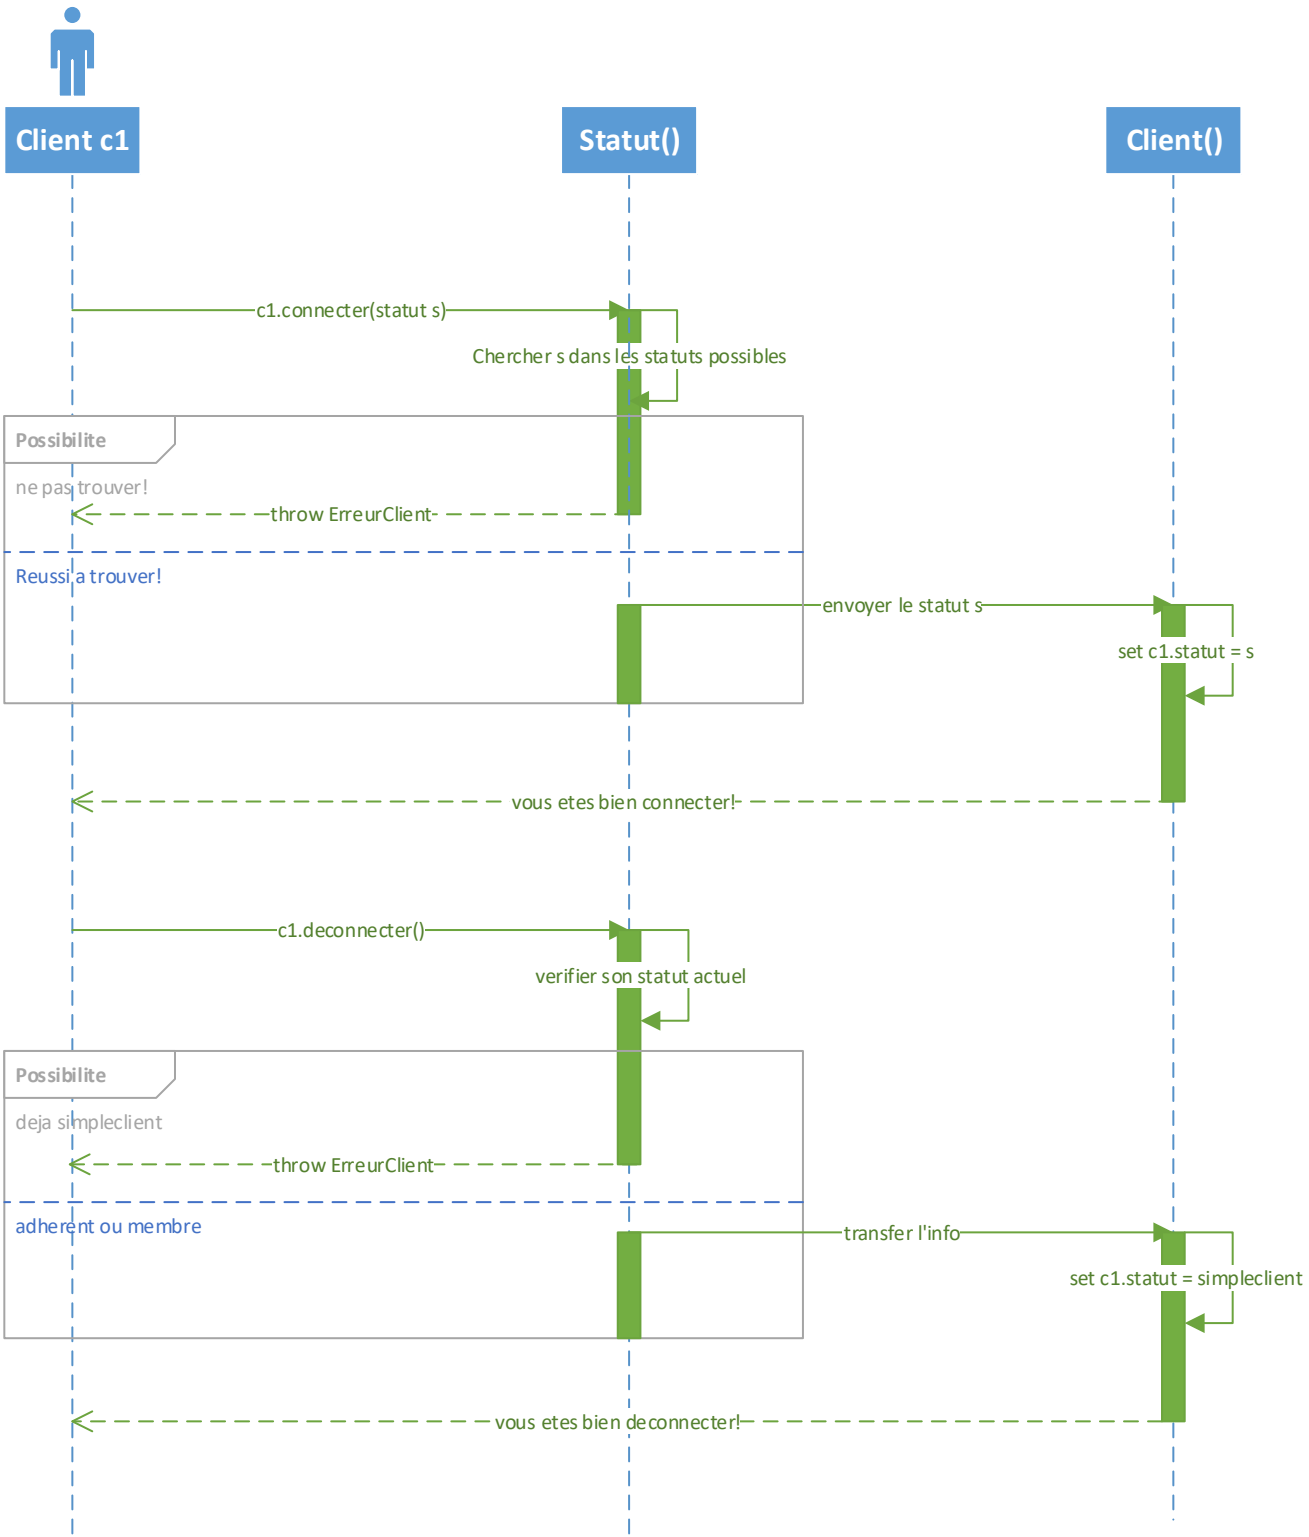 Client c1
Statut()
Client()
c1.connecter(statut s)
Chercher s dans les statuts possibles
Possibilite
ne pas trouver!
throw ErreurClient
Reussi a trouver!
envoyer le statut s
set c1.statut = s
vous etes bien connecter!
c1.deconnecter()
verifier son statut actuel
Possibilite
deja simpleclient
throw ErreurClient
adherent ou membre
transfer l'info
set c1.statut = simpleclient
vous etes bien deconnecter!